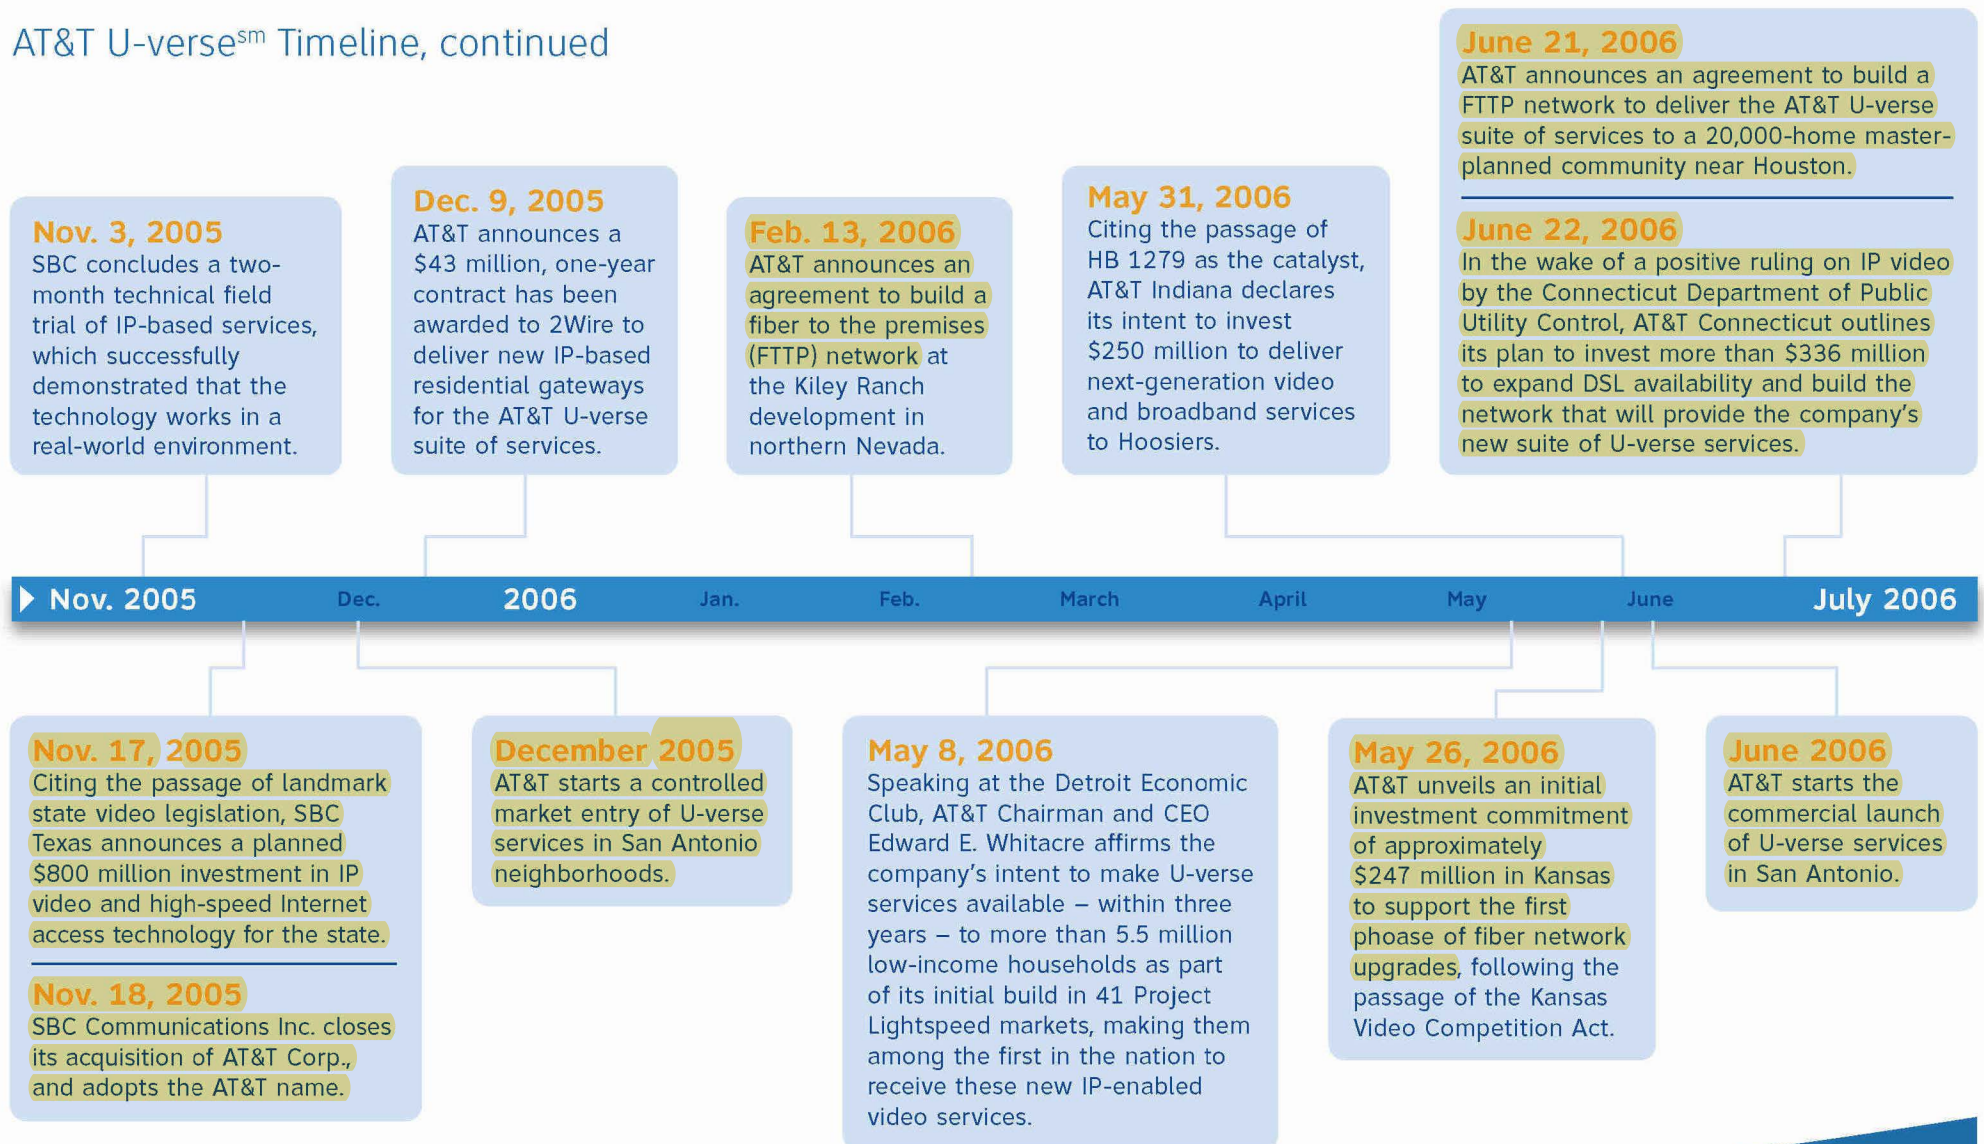 AT&T U-verse℠ Timeline, continued
Nov. 3, 2005
SBC concludes a two-
month technical field
trial of IP-based services,
which successfully
demonstrated that the
technology works in a
real-world environment.
Dec. 9, 2005
AT&T announces a
$43 million, one-year
contract has been
awarded to 2Wire to
deliver new IP-based
residential gateways
for the AT&T U-verse
suite of services.
Feb. 13, 2006
AT&T announces an
agreement to build a
fiber to the premises
(FTTP) network at
the Kiley Ranch
development in
northern Nevada.
May 31, 2006
Citing the passage of
HB 1279 as the catalyst,
AT&T Indiana declares
its intent to invest
$250 million to deliver
next-generation video
and broadband services
to Hoosiers.
June 21, 2006
AT&T announces an agreement to build a
FTTP network to deliver the AT&T U-verse
suite of services to a 20,000-home master-
planned community near Houston.
June 22, 2006
In the wake of a positive ruling on IP video
by the Connecticut Department of Public
Utility Control, AT&T Connecticut outlines
its plan to invest more than $336 million
to expand DSL availability and build the
network that will provide the company's
new suite of U-verse services.
Nov. 2005 Dec. 2006 Jan. Feb. March April May June July 2006
Nov. 17, 2005
Citing the passage of landmark
state video legislation, SBC
Texas announces a planned
$800 million investment in IP
video and high-speed Internet
access technology for the state.
Nov. 18, 2005
SBC Communications Inc. closes
its acquisition of AT&T Corp.,
and adopts the AT&T name.
December 2005
AT&T starts a controlled
market entry of U-verse
services in San Antonio
neighborhoods.
May 8, 2006
Speaking at the Detroit Economic
Club, AT&T Chairman and CEO
Edward E. Whitacre affirms the
company's intent to make U-verse
services available – within three
years – to more than 5.5 million
low-income households as part
of its initial build in 41 Project
Lightspeed markets, making them
among the first in the nation to
receive these new IP-enabled
video services.
May 26, 2006
AT&T unveils an initial
investment commitment
of approximately
$247 million in Kansas
to support the first
phoase of fiber network
upgrades, following the
passage of the Kansas
Video Competition Act.
June 2006
AT&T starts the
commercial launch
of U-verse services
in San Antonio.